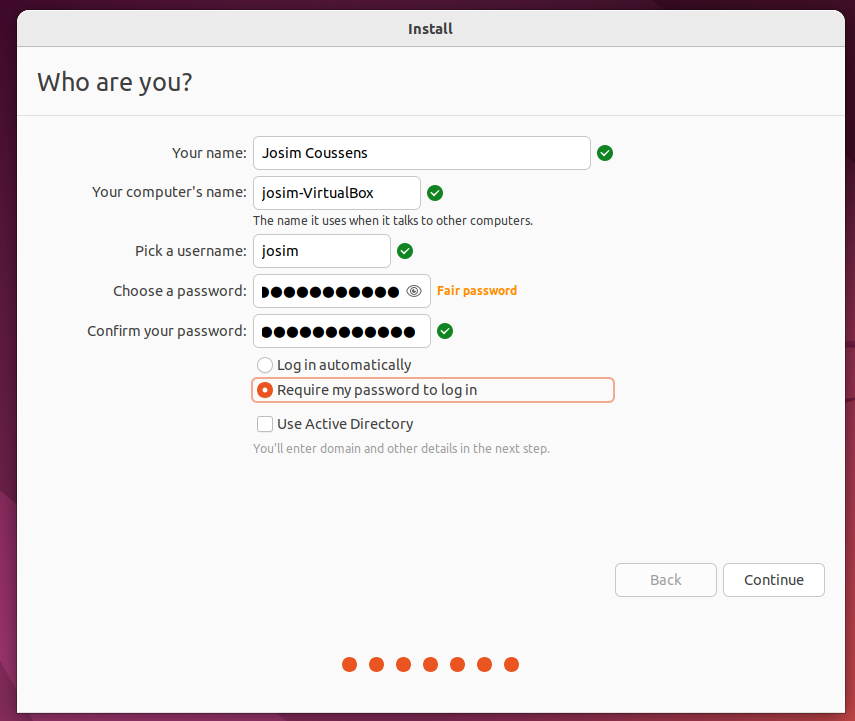 Install
Who are you?
Your name: Josim Coussens
Your computer's name: josim-VirtualBox
The name it uses when it talks to other computers.
Pick a username: josim
Choose a password: ●●●●●●●●●●● Fair password
Confirm your password: ●●●●●●●●●●●●
Log in automatically
Require my password to log in
Use Active Directory
You'll enter domain and other details in the next step.
Back Continue